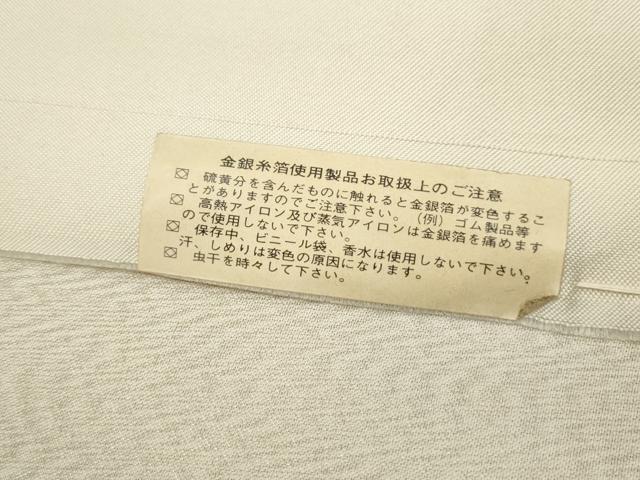 金銀糸箔使用製品お取扱上のご注意
硫黄分を含んだものに触れると金銀箔が変色するこ
とがありますのでご注意下さい。（例）ゴム製品等
高熱アイロン及び蒸気アイロンは金銀箔を痛めます
ので使用しないで下さい。
保存中、ビニール袋、香水は使用しないで下さい。
汗、しめりは変色の原因になります。
虫干を時々して下さい。